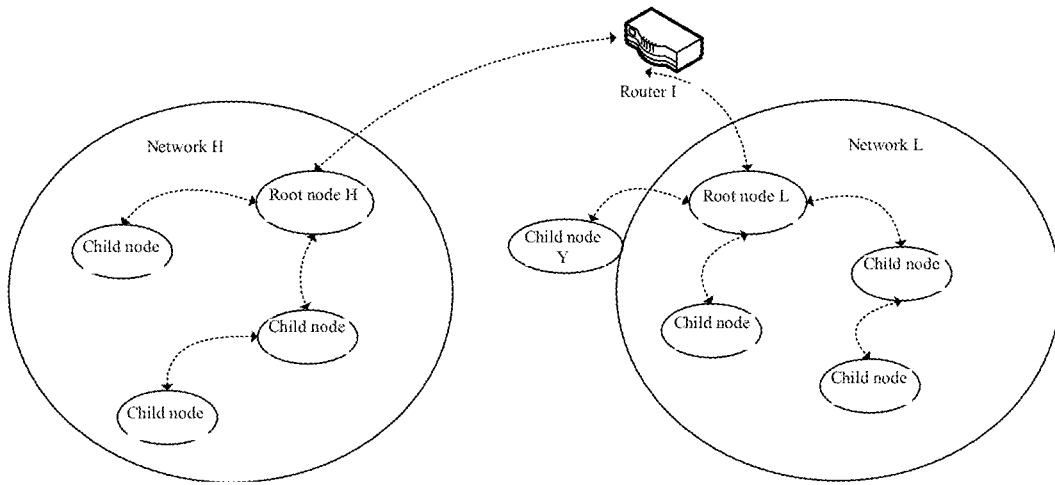 Router I
Network H
Network L
Root node H
Root node L
Child node
Child node
Y
Child node
Child node
Child node
Child node
Child node